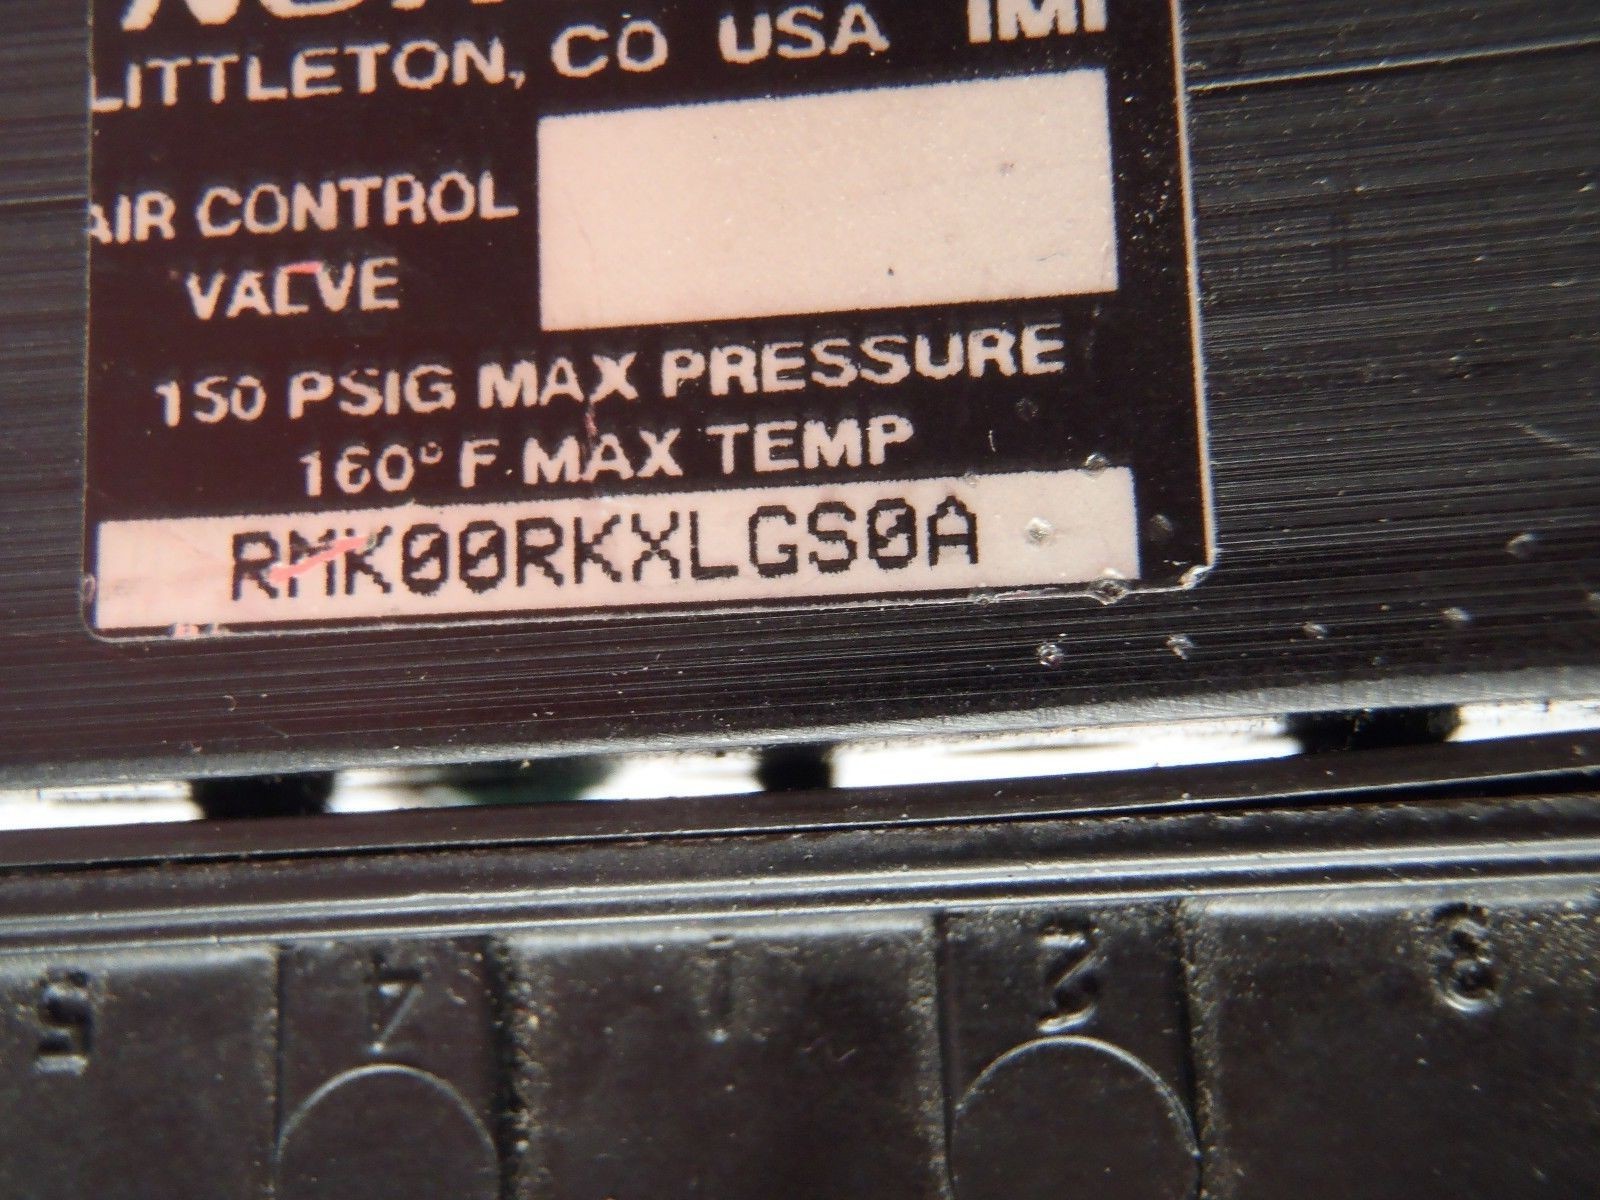 LITTLETON, CO USA IMI
AIR CONTROL
VALVE
150 PSIG MAX PRESSURE
160° F MAX TEMP
RMK00RKXLGS0A
5 4 1 2 3